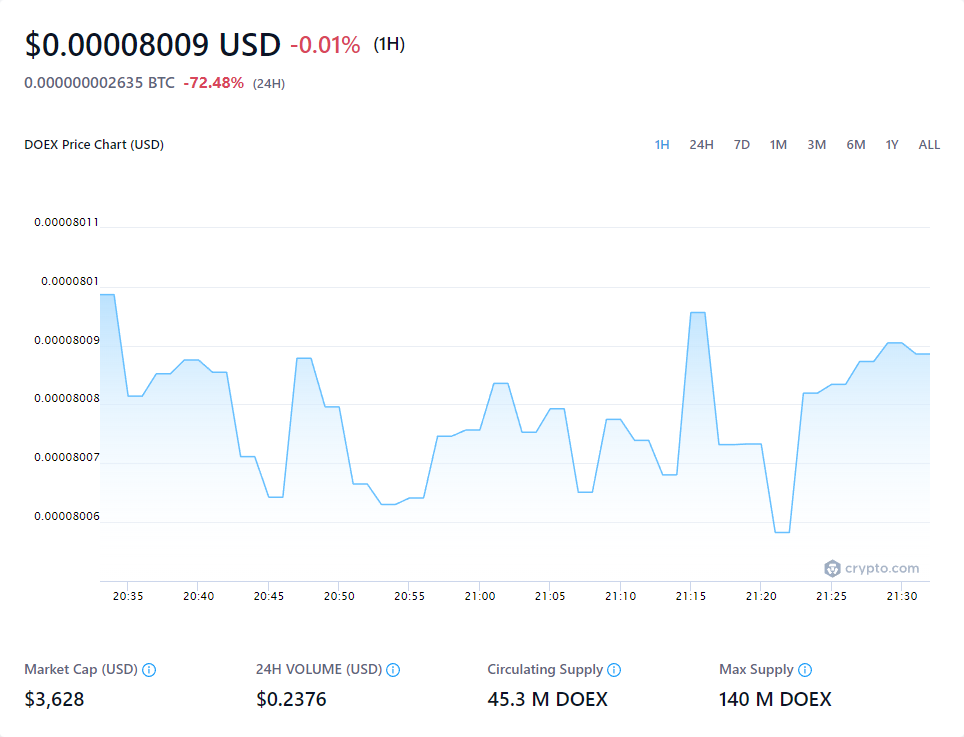 $0.00008009 USD -0.01% (1H)
0.000000002635 BTC -72.48% (24H)
DOEX Price Chart (USD) 1H 24H 7D 1M 3M 6M 1Y ALL
0.00008011
0.0000801
0.00008009
0.00008008
0.00008007
0.00008006
crypto.com
20:35 20:40 20:45 20:50 20:55 21:00 21:05 21:10 21:15 21:20 21:25 21:30
Market Cap (USD) 24H VOLUME (USD) Circulating Supply Max Supply
$3,628 $0.2376 45.3 M DOEX 140 M DOEX